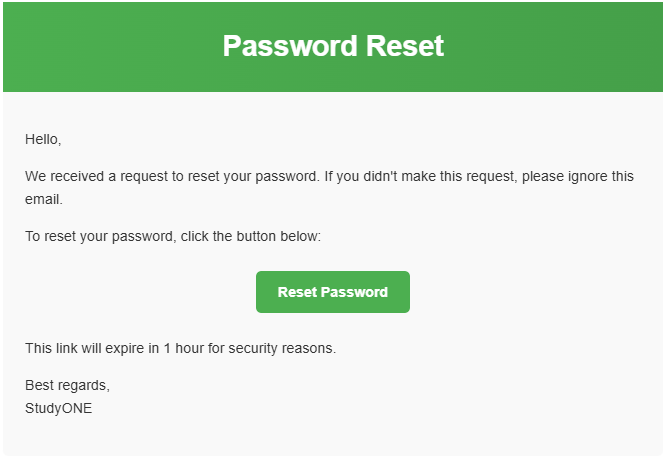 Password Reset
Hello,
We received a request to reset your password. If you didn't make this request, please ignore this
email.
To reset your password, click the button below:
Reset Password
This link will expire in 1 hour for security reasons.
Best regards,
StudyONE